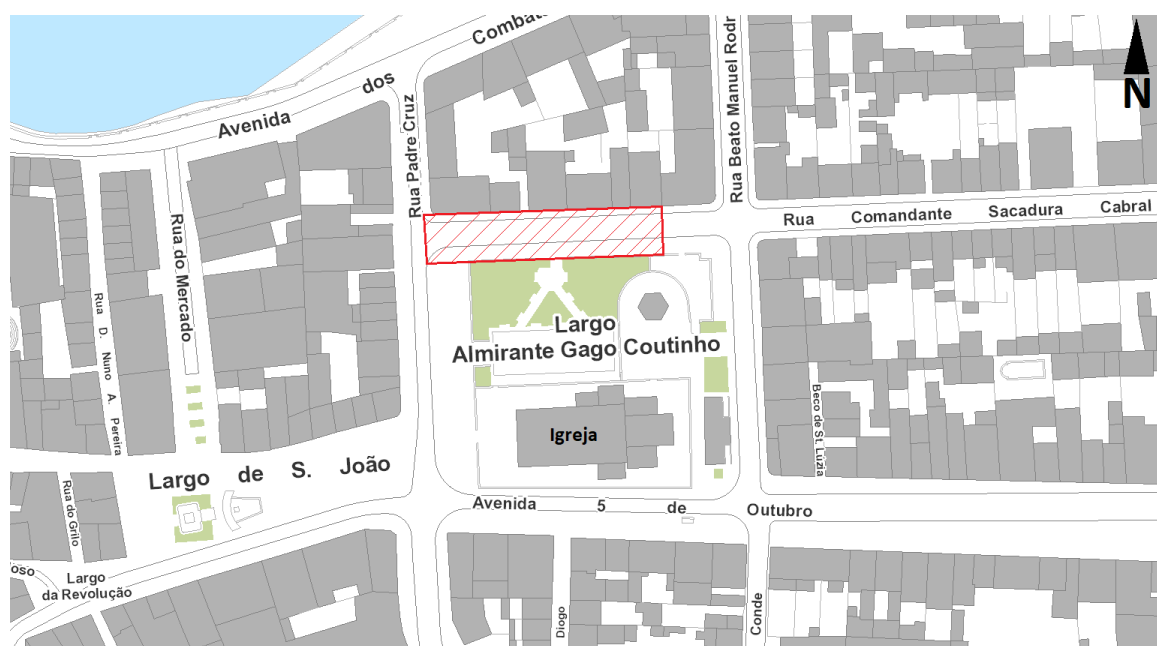 Combate
Rua Beato Manuel Rodr
N
Avenida dos
Rua Padre Cruz
Rua Comandante Sacadura Cabral
Rua do Mercado
Rua D. Nuno A. Pereira
Largo
Almirante Gago Coutinho
Beco de St. Luzia
Igreja
Largo de S. João
Rua do Grilo
Avenida 5 de Outubro
oso
Largo
da Revolução
Diogo
Conde